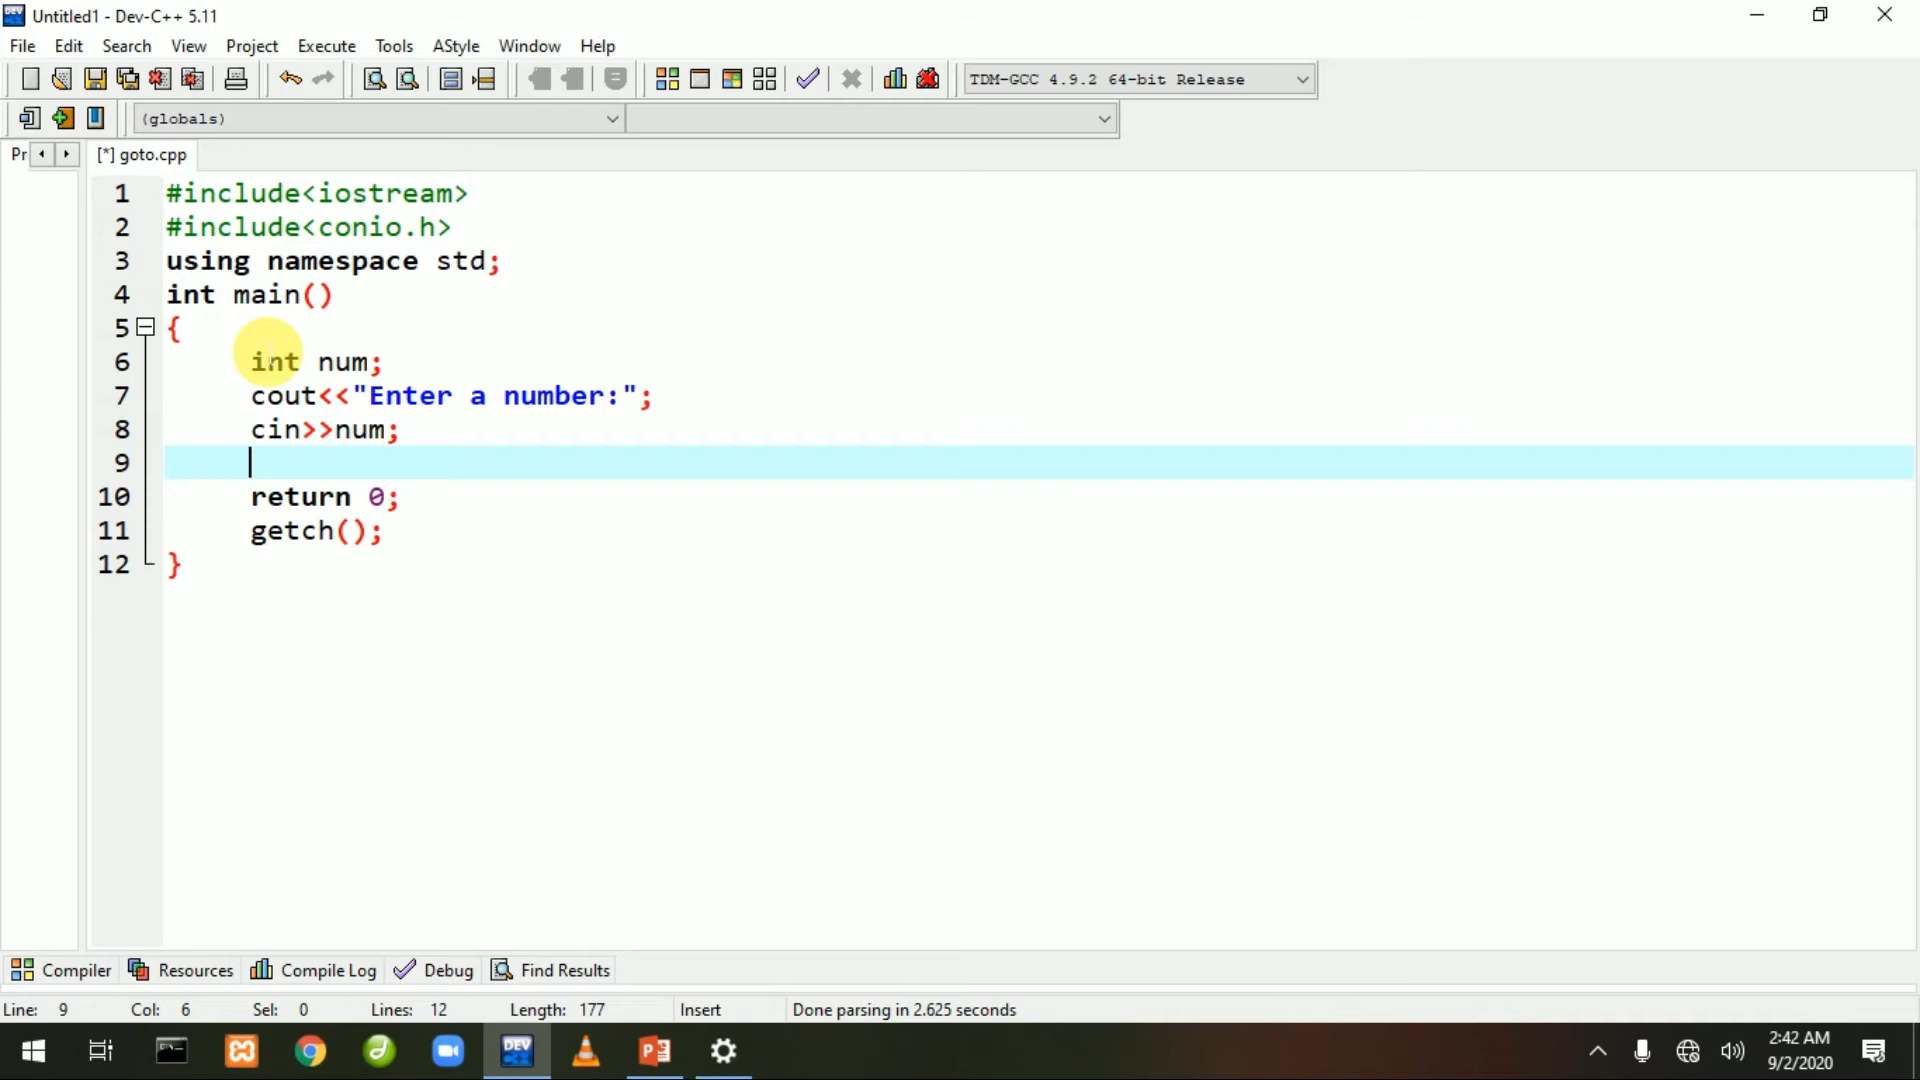 Untitled1 - Dev-C++ 5.11
File Edit Search View Project Execute Tools AStyle Window Help
TDM-GCC 4.9.2 64-bit Release
(globals)
Pr [*] goto.cpp
1 #include<iostream>
2 #include<conio.h>
3 using namespace std;
4 int main()
5 {
6 int num;
7 cout<<"Enter a number:";
8 cin>>num;
9
10 return 0;
11 getch();
12 }
Compiler Resources Compile Log Debug Find Results
Line: 9 Col: 6 Sel: 0 Lines: 12 Length: 177 Insert Done parsing in 2.625 seconds
2:42 AM
9/2/2020